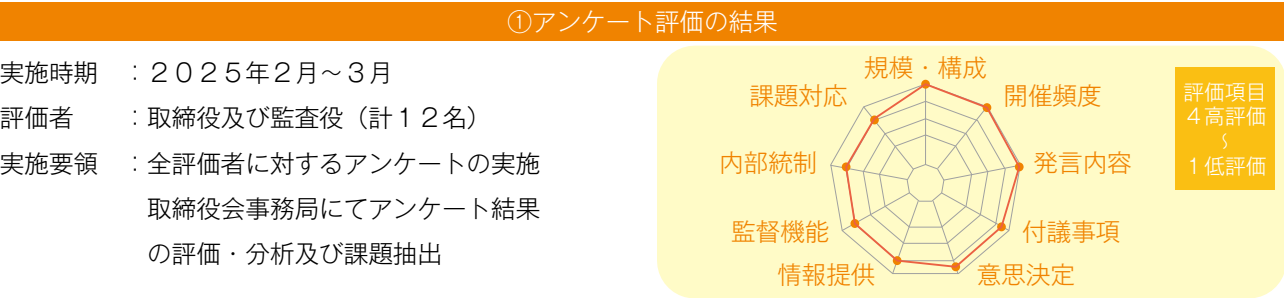 ①アンケート評価の結果
実施時期 ：２０２５年２月～３月
評価者 ：取締役及び監査役（計１２名）
実施要領 ：全評価者に対するアンケートの実施
取締役会事務局にてアンケート結果
の評価・分析及び課題抽出
規模・構成
開催頻度
発言内容
付議事項
意思決定
情報提供
監督機能
内部統制
課題対応
評価項目
４高評価
～
１低評価